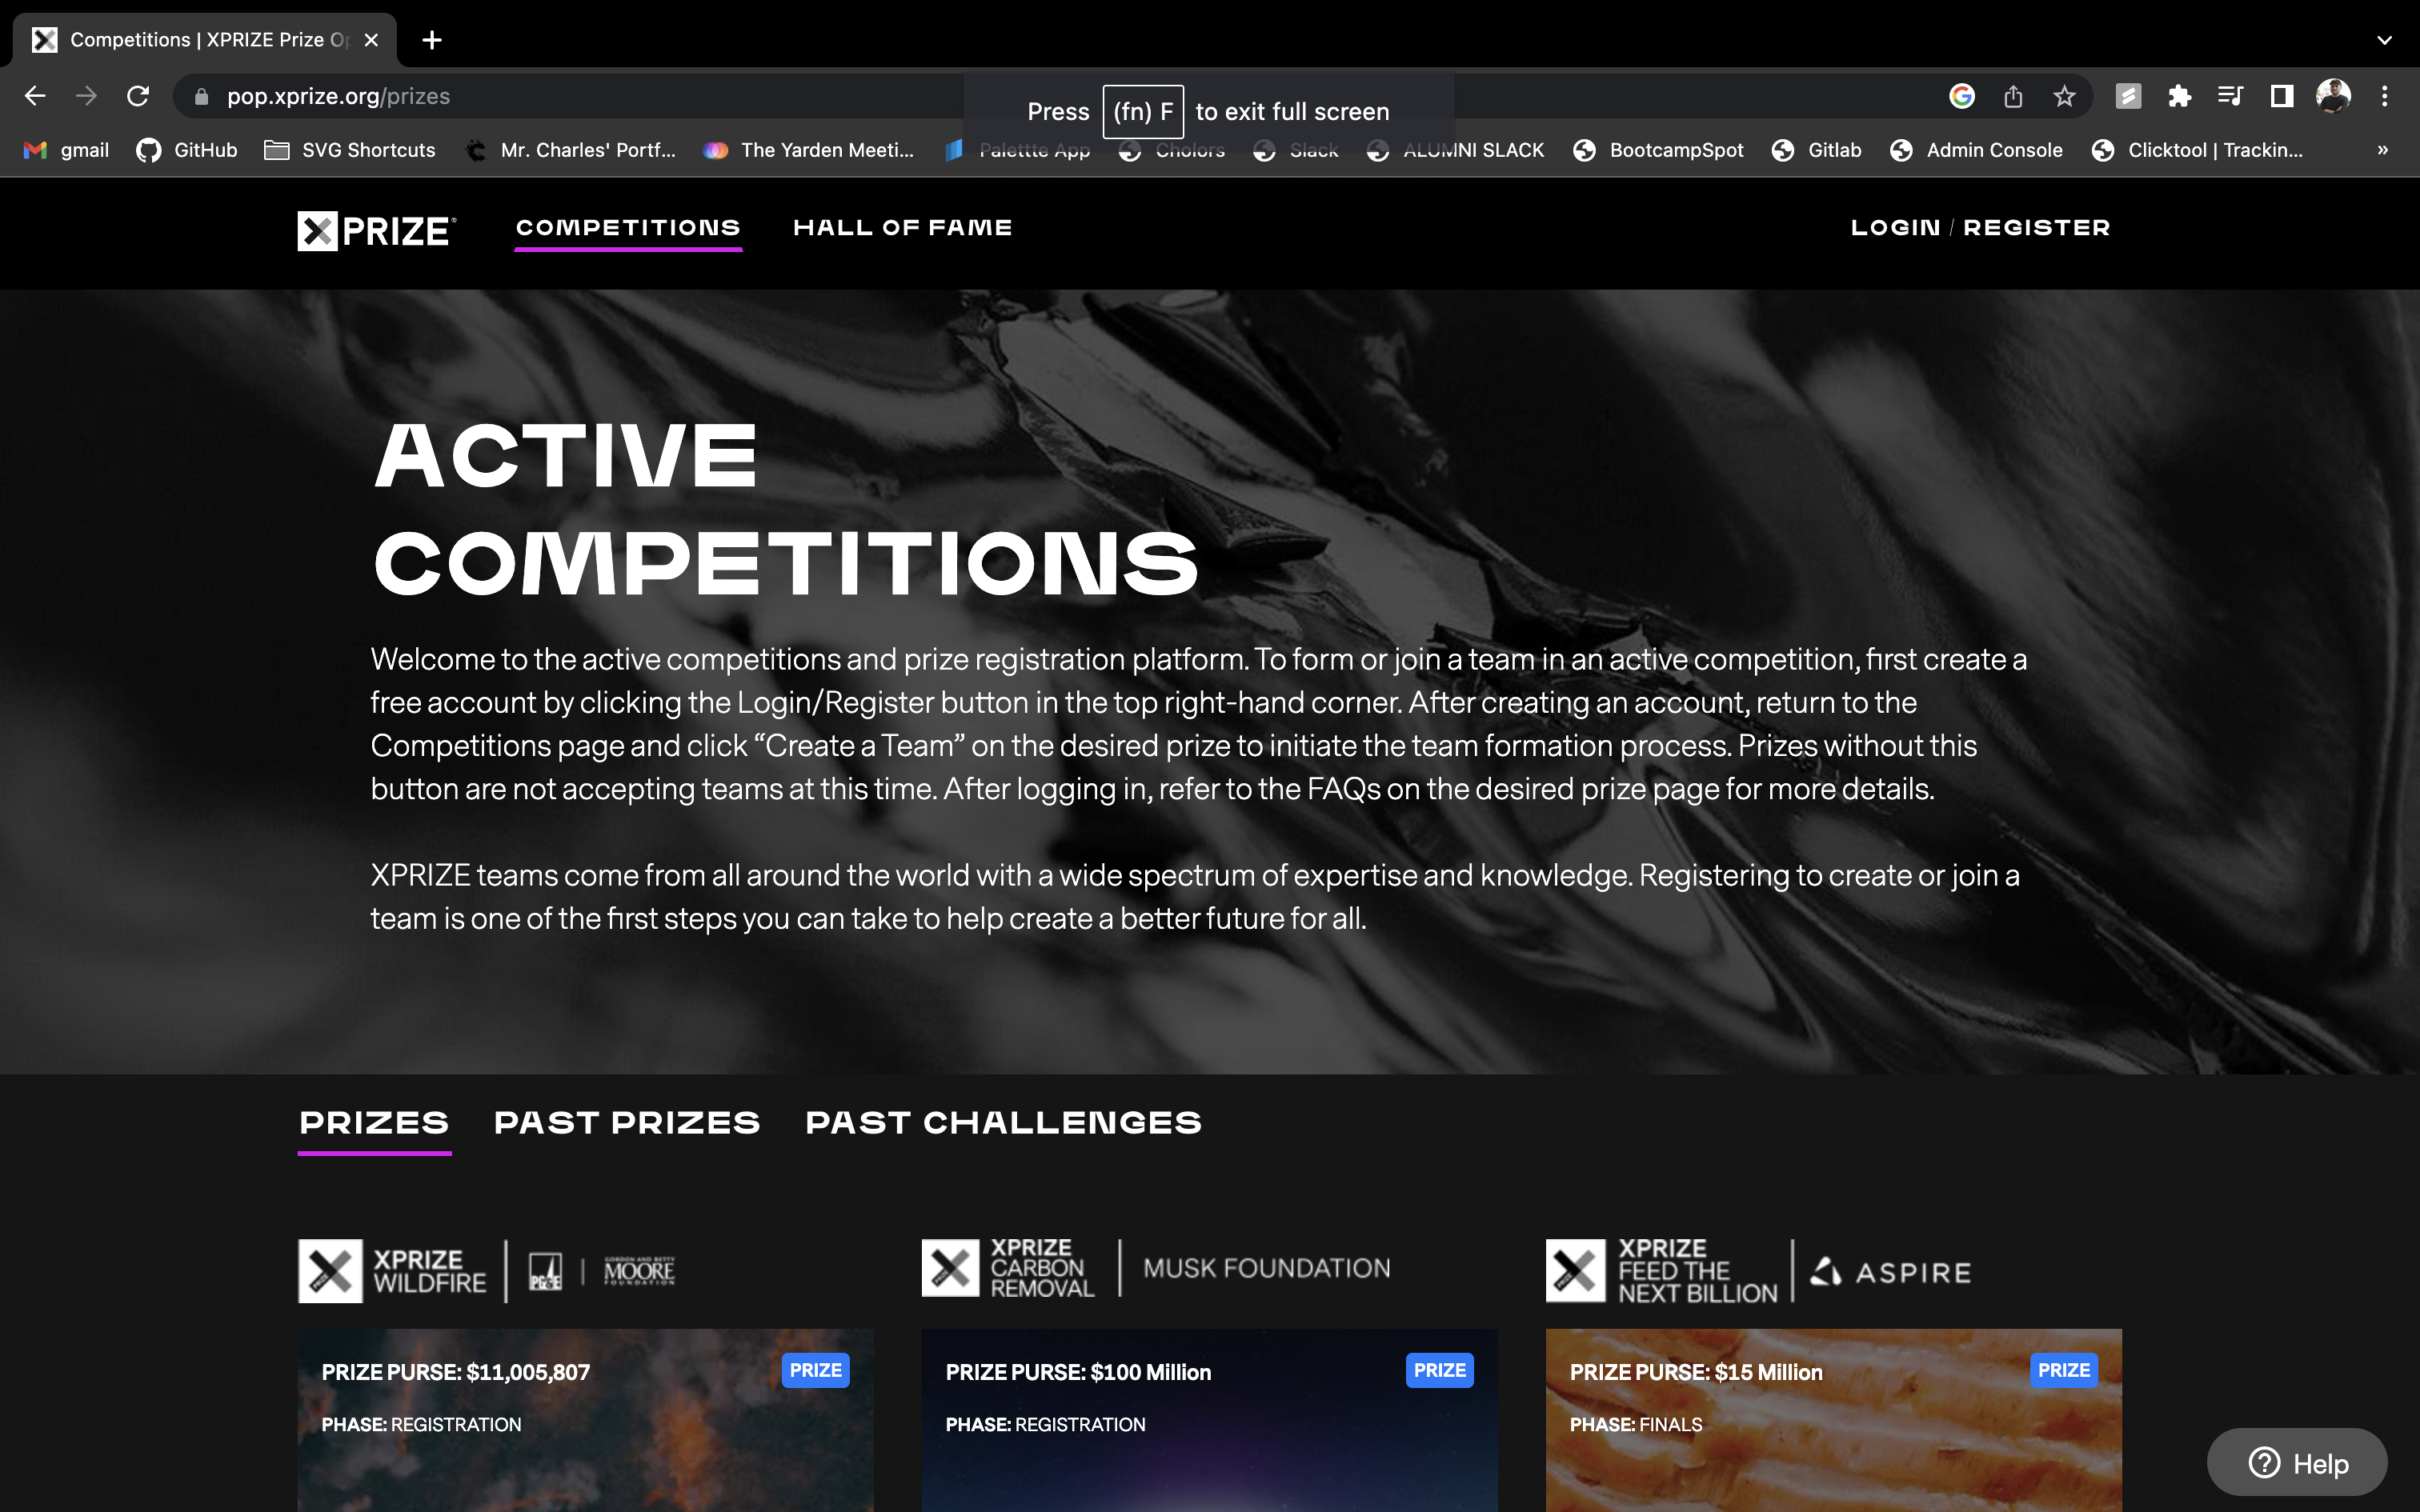 Competitions | XPRIZE Prize Op
pop.xprize.org/prizes
Press (fn) F to exit full screen
gmail
GitHub
SVG Shortcuts
Mr. Charles' Portf...
The Yarden Meeti...
Palettte App
Cholors
Slack
ALUMNI SLACK
BootcampSpot
Gitlab
Admin Console
Clicktool | Trackin...
»
XPRIZE
COMPETITIONS
HALL OF FAME
LOGIN / REGISTER
ACTIVE
COMPETITIONS
Welcome to the active competitions and prize registration platform. To form or join a team in an active competition, first create a
free account by clicking the Login/Register button in the top right-hand corner. After creating an account, return to the
Competitions page and click “Create a Team” on the desired prize to initiate the team formation process. Prizes without this
button are not accepting teams at this time. After logging in, refer to the FAQs on the desired prize page for more details.
XPRIZE teams come from all around the world with a wide spectrum of expertise and knowledge. Registering to create or join a
team is one of the first steps you can take to help create a better future for all.
PRIZES
PAST PRIZES
PAST CHALLENGES
XPRIZE
WILDFIRE
PG&E
GORDON AND BETTY
MOORE
FOUNDATION
XPRIZE
CARBON
REMOVAL
MUSK FOUNDATION
XPRIZE
FEED THE
NEXT BILLION
ASPIRE
PRIZE PURSE: $11,005,807
PRIZE
PHASE: REGISTRATION
PRIZE PURSE: $100 Million
PRIZE
PHASE: REGISTRATION
PRIZE PURSE: $15 Million
PRIZE
PHASE: FINALS
Help